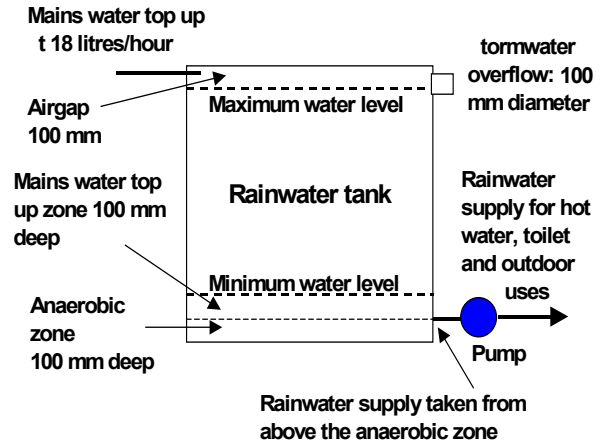 Mains water top up
t 18 litres/hour
tormwater
overflow: 100
mm diameter
Airgap
100 mm
Maximum water level
Mains water top
up zone 100 mm
deep
Rainwater tank
Rainwater
supply for hot
water, toilet
and outdoor
uses
Minimum water level
Anaerobic
zone
100 mm deep
Pump
Rainwater supply taken from
above the anaerobic zone